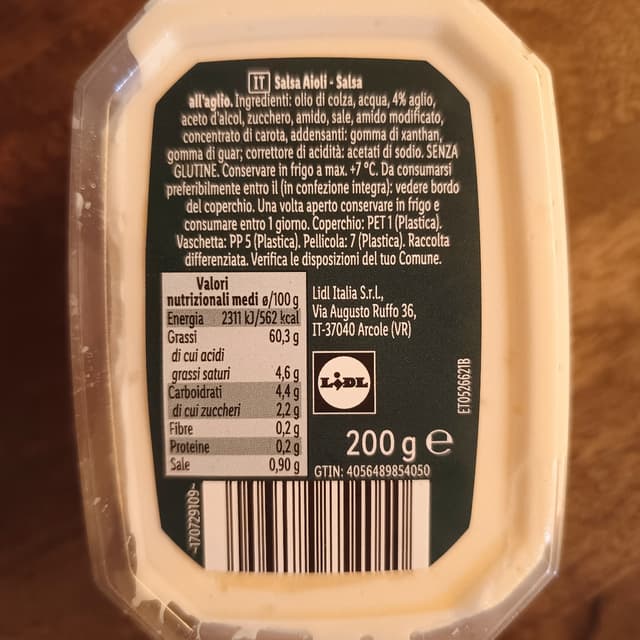 IT Salsa Aioli - Salsa
all'aglio. Ingredienti: olio di colza, acqua, 4% aglio,
aceto d'alcol, zucchero, amido, sale, amido modificato,
concentrato di carota, addensanti: gomma di xanthan,
gomma di guar; correttore di acidità: acetati di sodio. SENZA
GLUTINE. Conservare in frigo a max. +7 °C. Da consumarsi
preferibilmente entro il (in confezione integra): vedere bordo
del coperchio. Una volta aperto conservare in frigo e
consumare entro 1 giorno. Coperchio: PET 1 (Plastica).
Vaschetta: PP 5 (Plastica). Pellicola: 7 (Plastica). Raccolta
differenziata. Verifica le disposizioni del tuo Comune.
Valori
nutrizionali medi ø/100 g
Energia 2311 kJ/562 kcal
Grassi 60,3 g
di cui acidi
grassi saturi 4,6 g
Carboidrati 4,4 g
di cui zuccheri 2,2 g
Fibre 0,2 g
Proteine 0,2 g
Sale 0,90 g
Lidl Italia S.r.l.,
Via Augusto Ruffo 36,
IT-37040 Arcole (VR)
LIDL
ET0526621B
200 g e
GTIN: 4056489854050
-170729109-